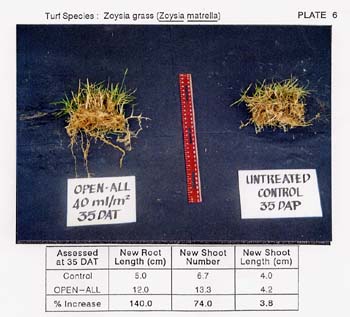 Turf Species : Zoysia grass (Zoysia matrella) PLATE 6
OPEN-ALL
40 ml/m²
35 DAT
UNTREATED
CONTROL
35 DAP
Assessed at 35 DAT New Root Length (cm) New Shoot Number New Shoot Length (cm)
Control 5.0 6.7 4.0
OPEN-ALL 12.0 13.3 4.2
% Increase 140.0 74.0 3.8